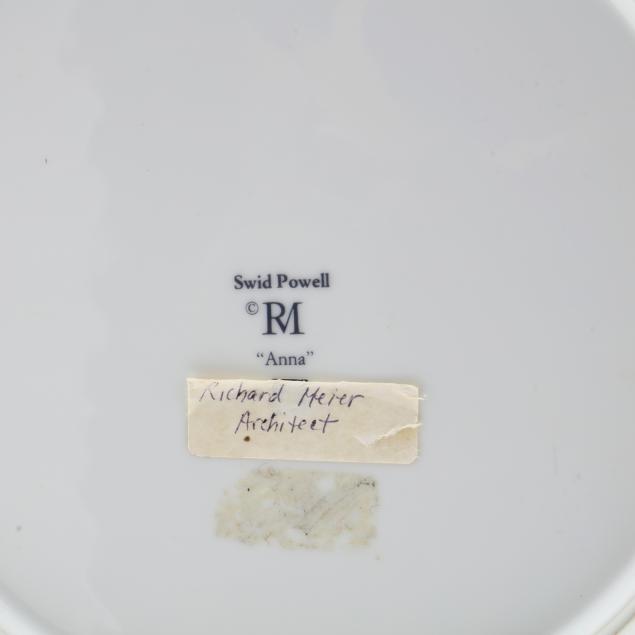 Swid Powell
© RM
“Anna”
Richard Meier
Architect